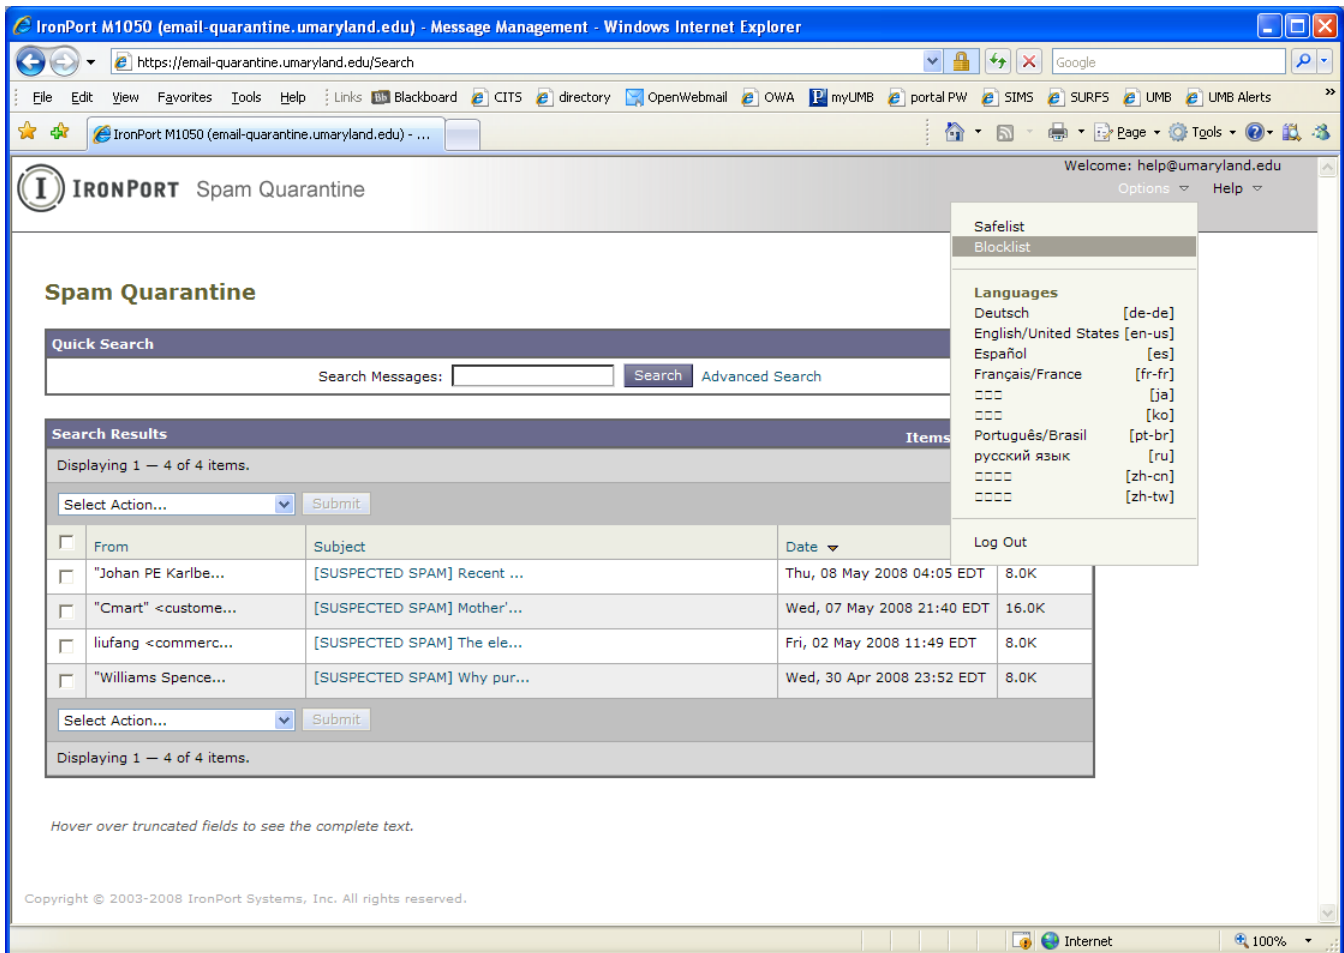 IronPort M1050 (email-quarantine.umaryland.edu) - Message Management - Windows Internet Explorer
https://email-quarantine.umaryland.edu/Search
Google
File Edit View Favorites Tools Help Links Blackboard CITS directory OpenWebmail OWA myUMB portal PW SIMS SURFS UMB UMB Alerts »
IronPort M1050 (email-quarantine.umaryland.edu) - ...
Page Tools
Welcome: help@umaryland.edu
IRONPORT Spam Quarantine
Options Help
Safelist
Blocklist
Languages
Deutsch [de-de]
English/United States [en-us]
Español [es]
Français/France [fr-fr]
□□□ [ja]
□□□ [ko]
Português/Brasil [pt-br]
русский язык [ru]
□□□□ [zh-cn]
□□□□ [zh-tw]
Log Out
Spam Quarantine
Quick Search
Search Messages: Search Advanced Search
Search Results Items
Displaying 1 — 4 of 4 items.
Select Action... Submit
From Subject Date
"Johan PE Karlbe... [SUSPECTED SPAM] Recent ... Thu, 08 May 2008 04:05 EDT 8.0K
"Cmart" <custome... [SUSPECTED SPAM] Mother'... Wed, 07 May 2008 21:40 EDT 16.0K
liufang <commerc... [SUSPECTED SPAM] The ele... Fri, 02 May 2008 11:49 EDT 8.0K
"Williams Spence... [SUSPECTED SPAM] Why pur... Wed, 30 Apr 2008 23:52 EDT 8.0K
Select Action... Submit
Displaying 1 — 4 of 4 items.
Hover over truncated fields to see the complete text.
Copyright © 2003-2008 IronPort Systems, Inc. All rights reserved.
Internet 100%